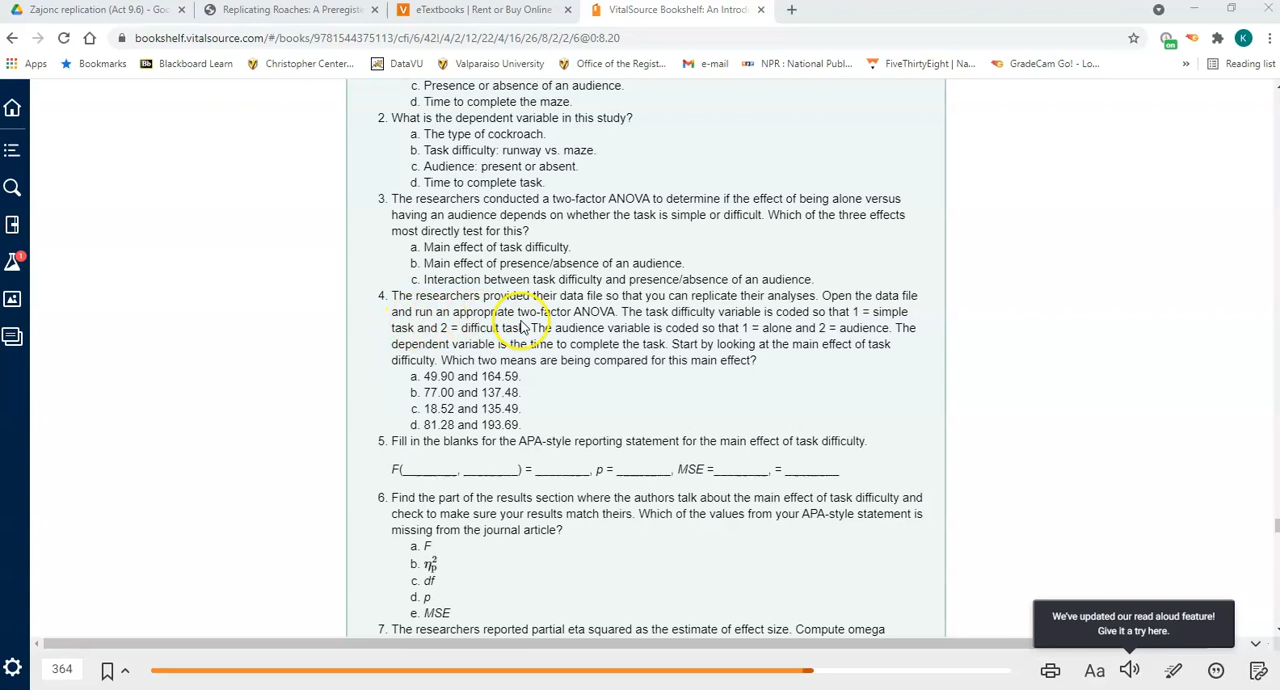 Zajonc replication (Act 9.6) - Goo
Replicating Roaches: A Preregiste
eTextbooks | Rent or Buy Online
VitalSource Bookshelf: An Introdu
bookshelf.vitalsource.com/#/books/9781544375113/cfi/6/42!/4/2/12/22/4/16/26/8/2/2/6@0:8.20
Apps
Bookmarks
Blackboard Learn
Christopher Center...
DataVU
Valparaiso University
Office of the Regist...
e-mail
NPR : National Publ...
FiveThirtyEight | Na...
GradeCam Go! - Lo...
»
Reading list
c. Presence or absence of an audience.
d. Time to complete the maze.
2. What is the dependent variable in this study?
a. The type of cockroach.
b. Task difficulty: runway vs. maze.
c. Audience: present or absent.
d. Time to complete task.
3. The researchers conducted a two-factor ANOVA to determine if the effect of being alone versus
having an audience depends on whether the task is simple or difficult. Which of the three effects
most directly test for this?
a. Main effect of task difficulty.
b. Main effect of presence/absence of an audience.
c. Interaction between task difficulty and presence/absence of an audience.
4. The researchers provided their data file so that you can replicate their analyses. Open the data file
and run an appropriate two-factor ANOVA. The task difficulty variable is coded so that 1 = simple
task and 2 = difficult task. The audience variable is coded so that 1 = alone and 2 = audience. The
dependent variable is the time to complete the task. Start by looking at the main effect of task
difficulty. Which two means are being compared for this main effect?
a. 49.90 and 164.59.
b. 77.00 and 137.48.
c. 18.52 and 135.49.
d. 81.28 and 193.69.
5. Fill in the blanks for the APA-style reporting statement for the main effect of task difficulty.
F(________, ________) = ________, p = ________, MSE =________, = ________
6. Find the part of the results section where the authors talk about the main effect of task difficulty and
check to make sure your results match theirs. Which of the values from your APA-style statement is
missing from the journal article?
a. F
b. η²p
c. df
d. p
e. MSE
7. The researchers reported partial eta squared as the estimate of effect size. Compute omega
We've updated our read aloud feature!
Give it a try here.
364
Aa